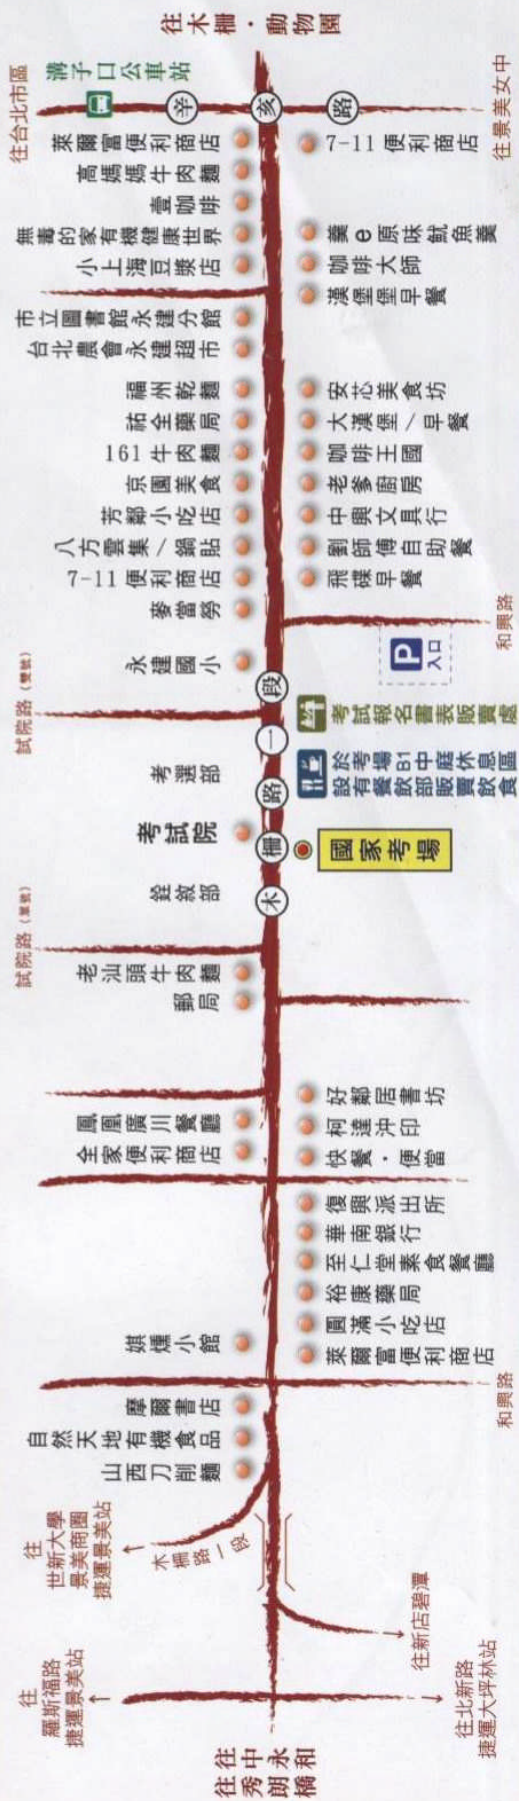 往木柵・動物園
往台北市區
溝子口公車站
辛
亥
路
往景美女中
萊爾富便利商店
高媽媽牛肉麵
壹咖啡
無毒的家有機健康世界
小上海豆漿店
市立圖書館永建分館
台北農會永建超市
福州乾麵
祐全藥局
161 牛肉麵
京園美食
芳鄰小吃店
八方雲集/鍋貼
7-11 便利商店
麥當勞
永建國小
試院路(雙號)
考選部
考試院
銓敘部
試院路(單號)
老汕頭牛肉麵
郵局
鳳凰廣川餐廳
全家便利商店
娸燻小館
摩爾書店
自然天地有機食品
山西刀削麵
7-11 便利商店
羹e原味魷魚羹
咖啡大師
漢堡堡早餐
安芯美食坊
大漢堡/早餐
咖啡王國
老爹廚房
中興文具行
劉師傅自助餐
飛碟早餐
和興路
P
入口
考試報名書表販賣處
設於考場B1中庭休息區
有餐飲部販賣飲食
國家考場
段
一
路
柵
木
好鄰居書坊
柯達沖印
快餐・便當
復興派出所
華南銀行
至仁堂素食餐廳
裕康藥局
圓滿小吃店
萊爾富便利商店
和興路
往
世新大學
景美商圈
捷運景美站
木柵路一段
往新店碧潭
往
羅斯福路
捷運景美站
往北新路
捷運大坪林站
往中永和
往秀朗橋